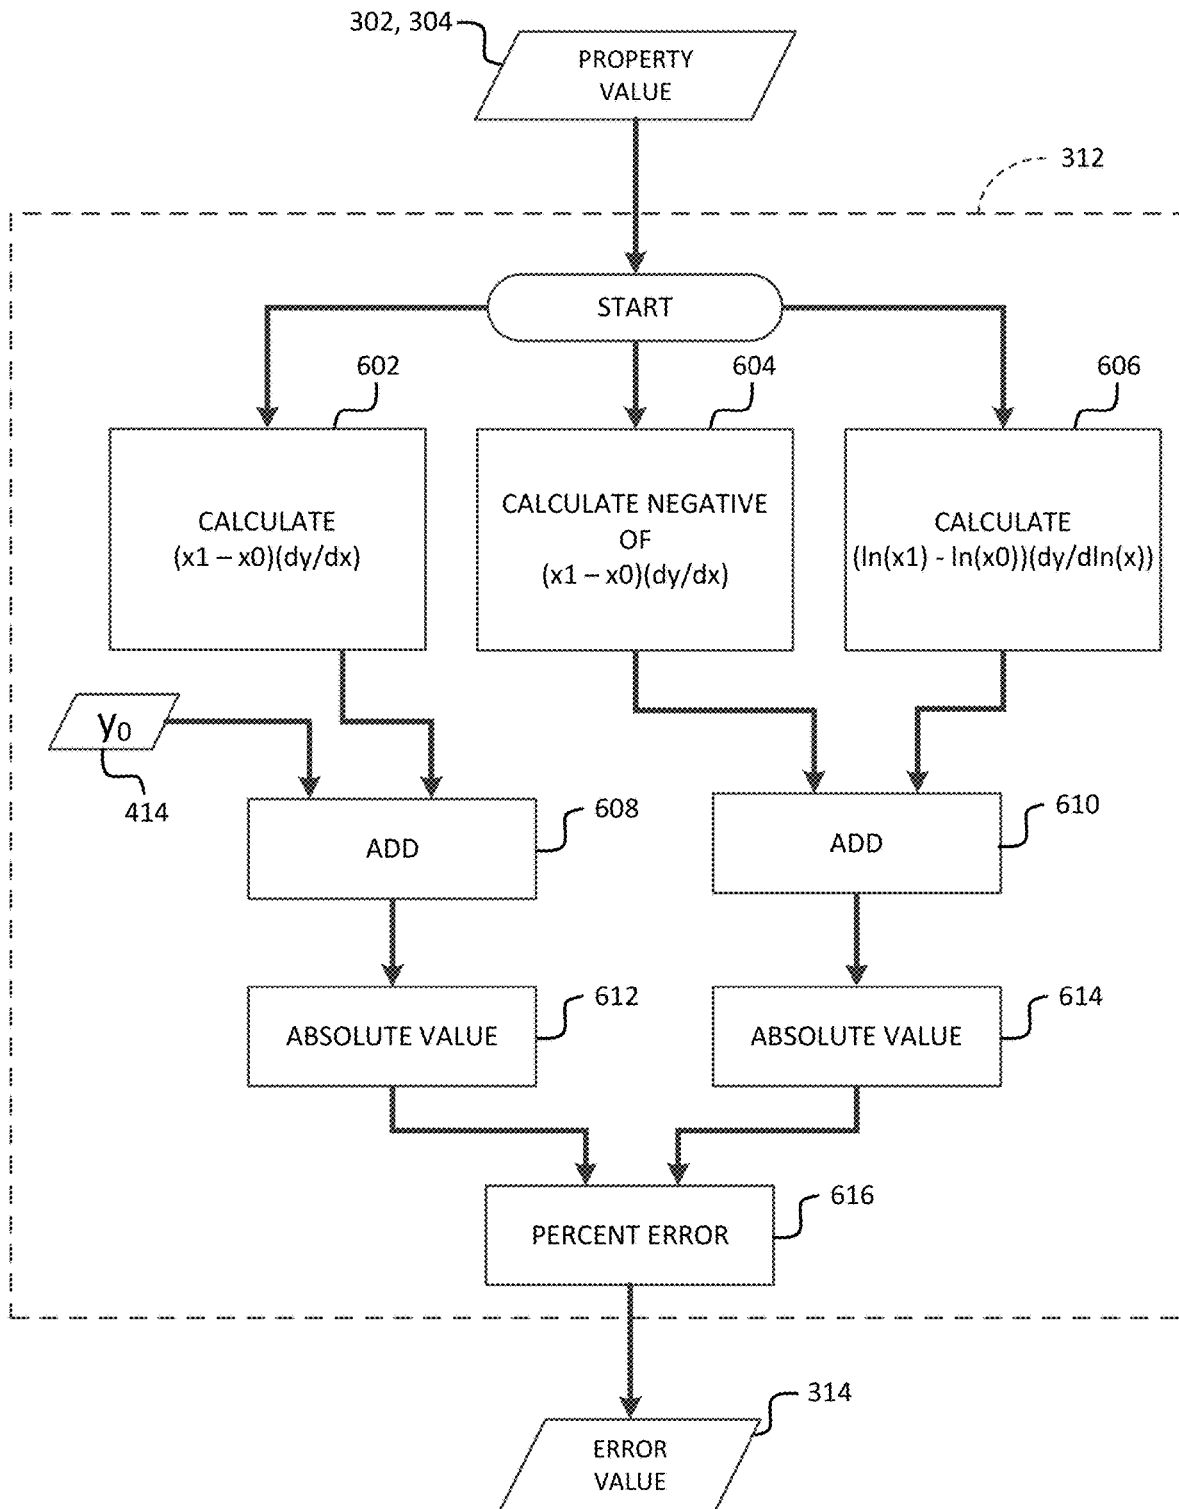 302, 304
PROPERTY
VALUE
312
START
602
604
606
CALCULATE
(x1 – x0)(dy/dx)
CALCULATE NEGATIVE
OF
(x1 – x0)(dy/dx)
CALCULATE
(ln(x1) - ln(x0))(dy/dln(x))
y₀
414
ADD
608
ADD
610
ABSOLUTE VALUE
612
ABSOLUTE VALUE
614
PERCENT ERROR
616
314
ERROR
VALUE